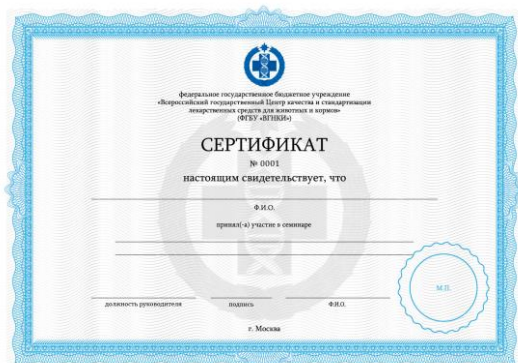 федеральное государственное бюджетное учреждение
«Всероссийский государственный Центр качества и стандартизации
лекарственных средств для животных и кормов»
(ФГБУ «ВГНКИ»)
СЕРТИФИКАТ
№ 0001
настоящим свидетельствует, что
Ф.И.О.
принял(-а) участие в семинаре
М.П.
должность руководителя подпись Ф.И.О.
г. Москва